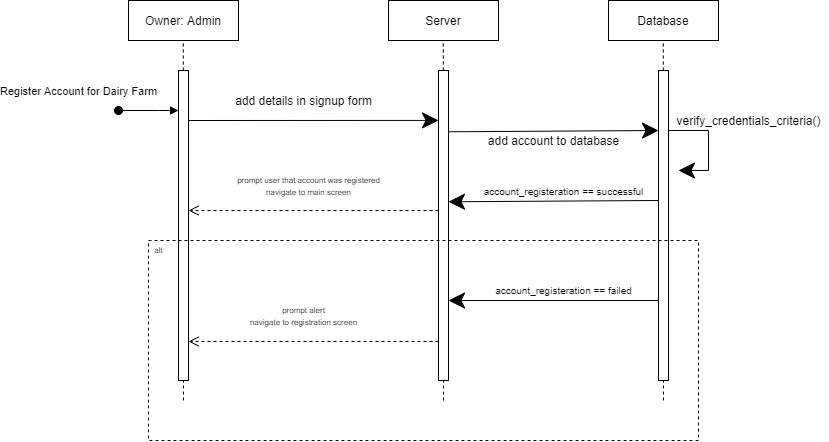 Owner: Admin
Server
Database
Register Account for Dairy Farm
add details in signup form
verify_credentials_criteria()
add account to database
prompt user that account was registered
navigate to main screen
account_registeration == successful
alt
account_registeration == failed
prompt alert
navigate to registration screen